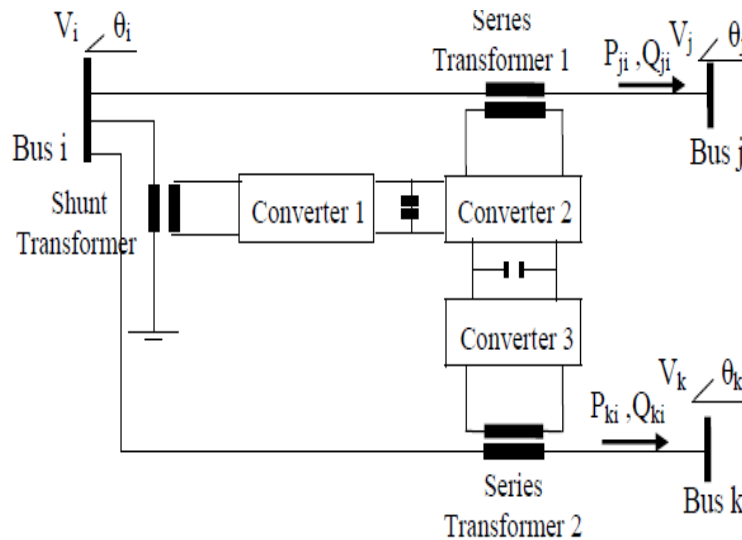 Vi θi
Series
Transformer 1
Pji ,Qji
Vj θj
Bus i
Bus j
Shunt
Transformer
Converter 1
Converter 2
Converter 3
Vk θk
Pki ,Qki
Series
Transformer 2
Bus k